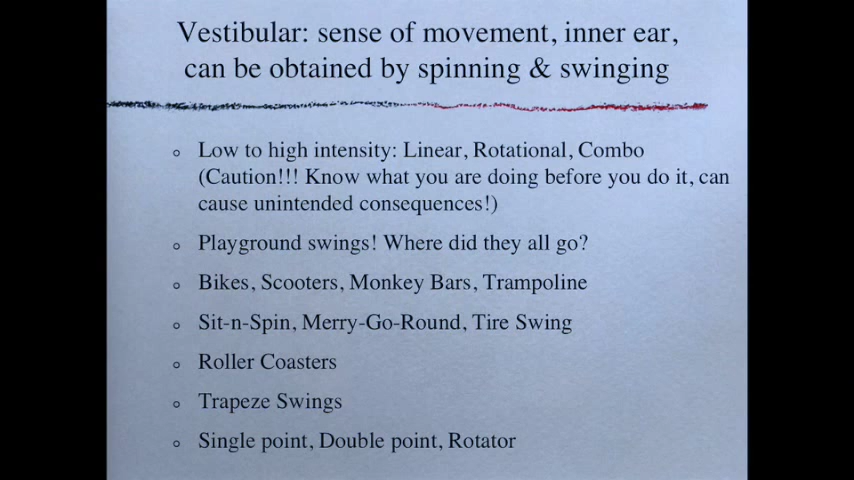 Vestibular: sense of movement, inner ear,
can be obtained by spinning & swinging
Low to high intensity: Linear, Rotational, Combo
(Caution!!! Know what you are doing before you do it, can
cause unintended consequences!)
Playground swings! Where did they all go?
Bikes, Scooters, Monkey Bars, Trampoline
Sit-n-Spin, Merry-Go-Round, Tire Swing
Roller Coasters
Trapeze Swings
Single point, Double point, Rotator